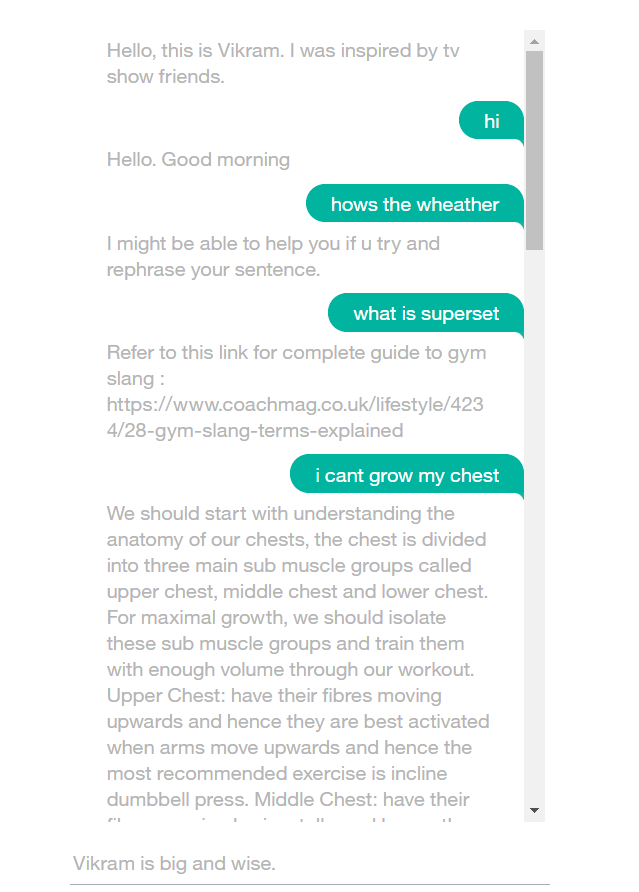 Hello, this is Vikram. I was inspired by tv
show friends.
hi
Hello. Good morning
hows the wheather
I might be able to help you if u try and
rephrase your sentence.
what is superset
Refer to this link for complete guide to gym
slang :
https://www.coachmag.co.uk/lifestyle/423
4/28-gym-slang-terms-explained
i cant grow my chest
We should start with understanding the
anatomy of our chests, the chest is divided
into three main sub muscle groups called
upper chest, middle chest and lower chest.
For maximal growth, we should isolate
these sub muscle groups and train them
with enough volume through our workout.
Upper Chest: have their fibres moving
upwards and hence they are best activated
when arms move upwards and hence the
most recommended exercise is incline
dumbbell press. Middle Chest: have their
Vikram is big and wise.